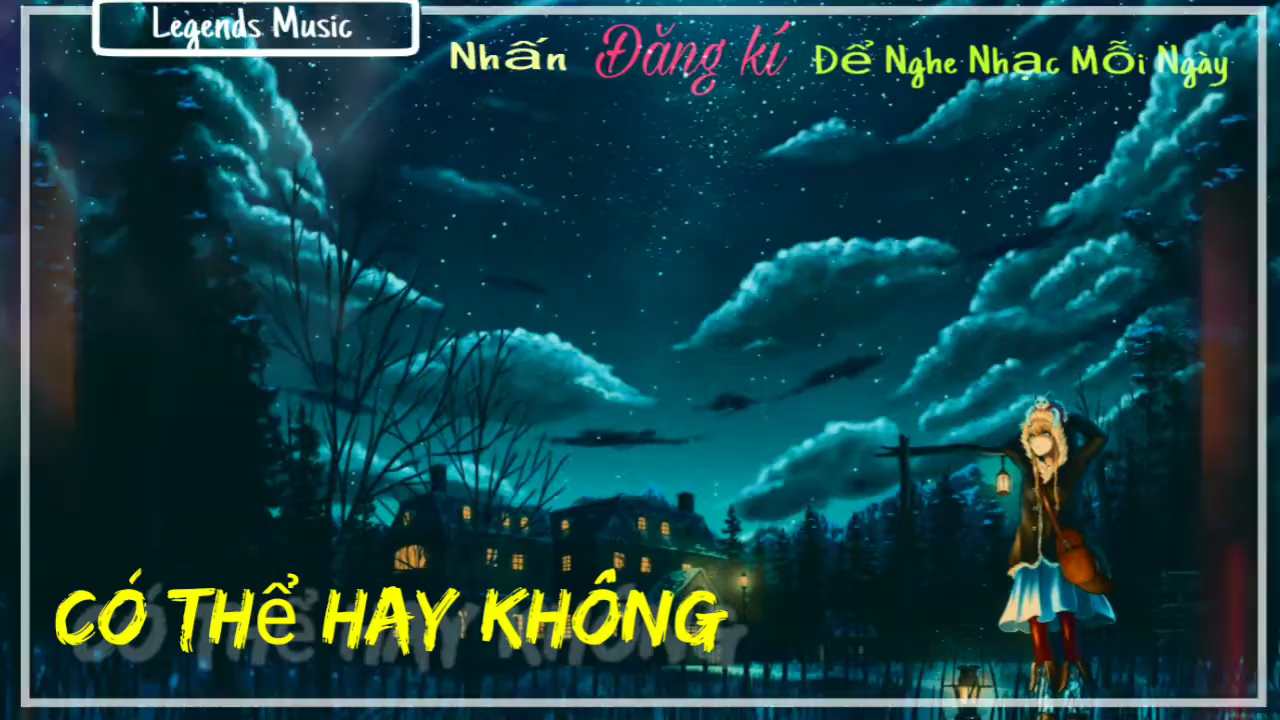 Legends Music
Nhấn Đăng kí Để Nghe Nhạc Mỗi Ngày
CÓ THỂ HAY KHÔNG